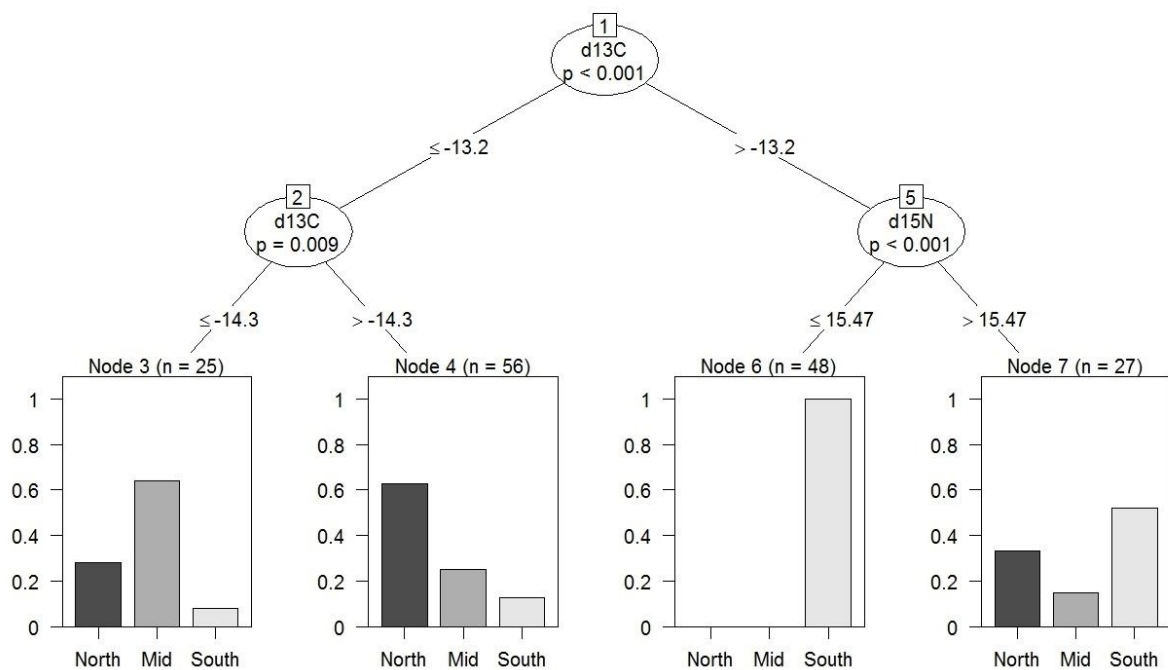 1
d13C
p < 0.001
≤ -13.2
> -13.2
2
d13C
p = 0.009
5
d15N
p < 0.001
≤ -14.3
> -14.3
≤ 15.47
> 15.47
Node 3 (n = 25)
1
0.8
0.6
0.4
0.2
0
North Mid South
Node 4 (n = 56)
1
0.8
0.6
0.4
0.2
0
North Mid South
Node 6 (n = 48)
1
0.8
0.6
0.4
0.2
0
North Mid South
Node 7 (n = 27)
1
0.8
0.6
0.4
0.2
0
North Mid South